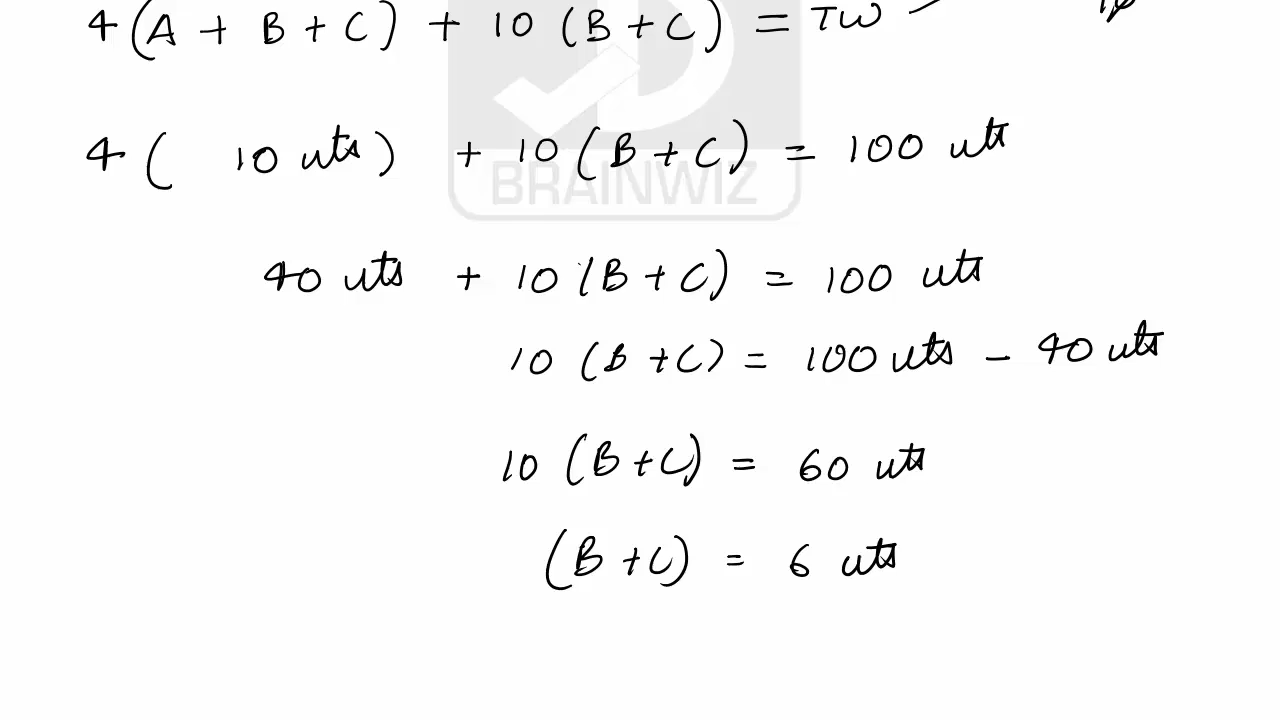 4 (A + B + C) + 10 (B + C) = TW
4 ( 10 uts) + 10 (B + C) = 100 uts
BRAINWIZ
40 uts + 10 (B + C) = 100 uts
10 (B + C) = 100 uts - 40 uts
10 (B + C) = 60 uts
(B + C) = 6 uts